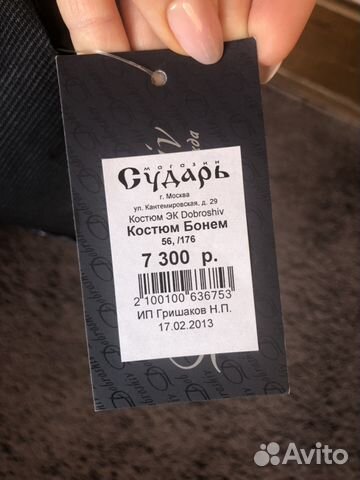 магазин
Сударь
г. Москва
ул. Кантемировская, д. 29
Костюм ЭК Dobroshiv
Костюм Бонем
56, /176
7 300 р.
2 100100 636753
ИП Гришаков Н.П.
17.02.2013
Avito